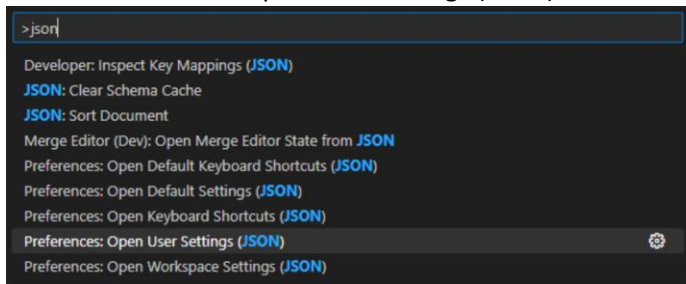 >json
Developer: Inspect Key Mappings (JSON)
JSON: Clear Schema Cache
JSON: Sort Document
Merge Editor (Dev): Open Merge Editor State from JSON
Preferences: Open Default Keyboard Shortcuts (JSON)
Preferences: Open Default Settings (JSON)
Preferences: Open Keyboard Shortcuts (JSON)
Preferences: Open User Settings (JSON)
Preferences: Open Workspace Settings (JSON)